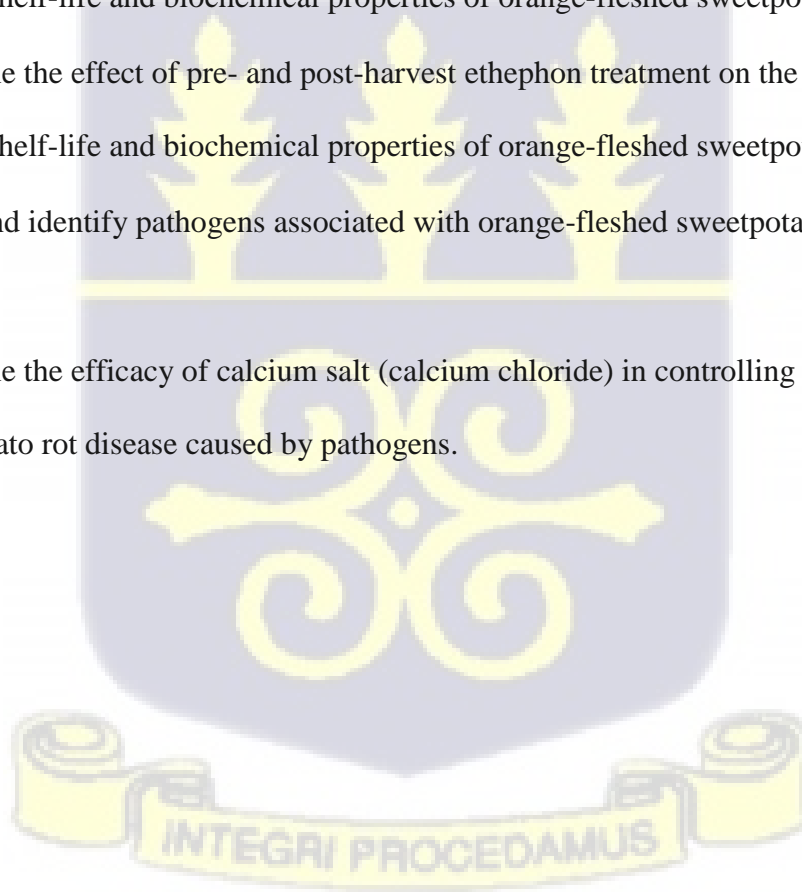 shelf-life and biochemical properties of orange-fleshed sweetpo
e the effect of pre- and post-harvest ethephon treatment on the
shelf-life and biochemical properties of orange-fleshed sweetpo
nd identify pathogens associated with orange-fleshed sweetpota
e the efficacy of calcium salt (calcium chloride) in controlling
ato rot disease caused by pathogens.
INTEGRI PROCEDAMUS